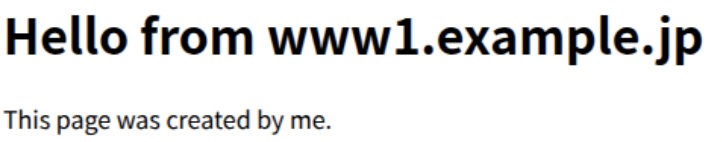 Hello from www1.example.jp
This page was created by me.